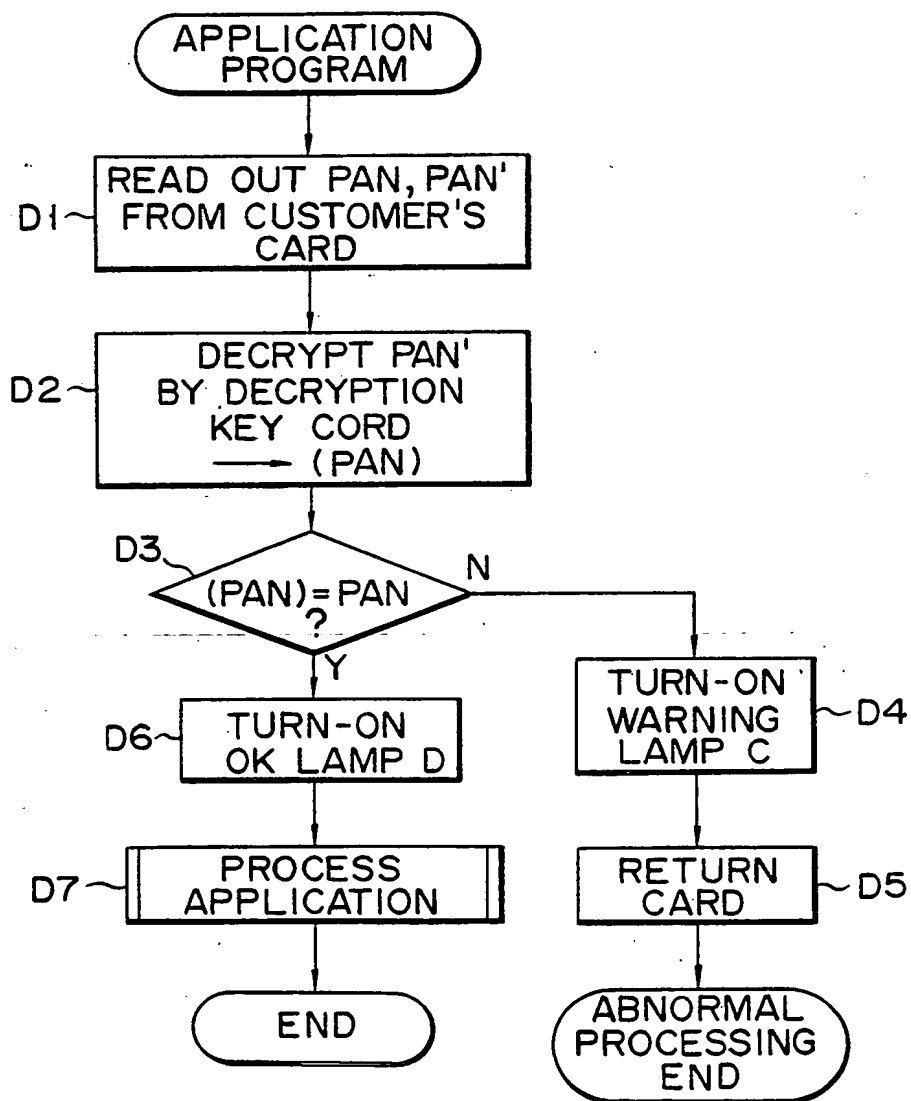 APPLICATION
PROGRAM
D1
READ OUT PAN, PAN'
FROM CUSTOMER'S
CARD
D2
DECRYPT PAN'
BY DECRYPTION
KEY CORD
⟶ (PAN)
D3
(PAN)=PAN
?
N
Y
D6
TURN-ON
OK LAMP D
TURN-ON
WARNING
LAMP C
D4
D7
PROCESS
APPLICATION
RETURN
CARD
D5
END
ABNORMAL
PROCESSING
END